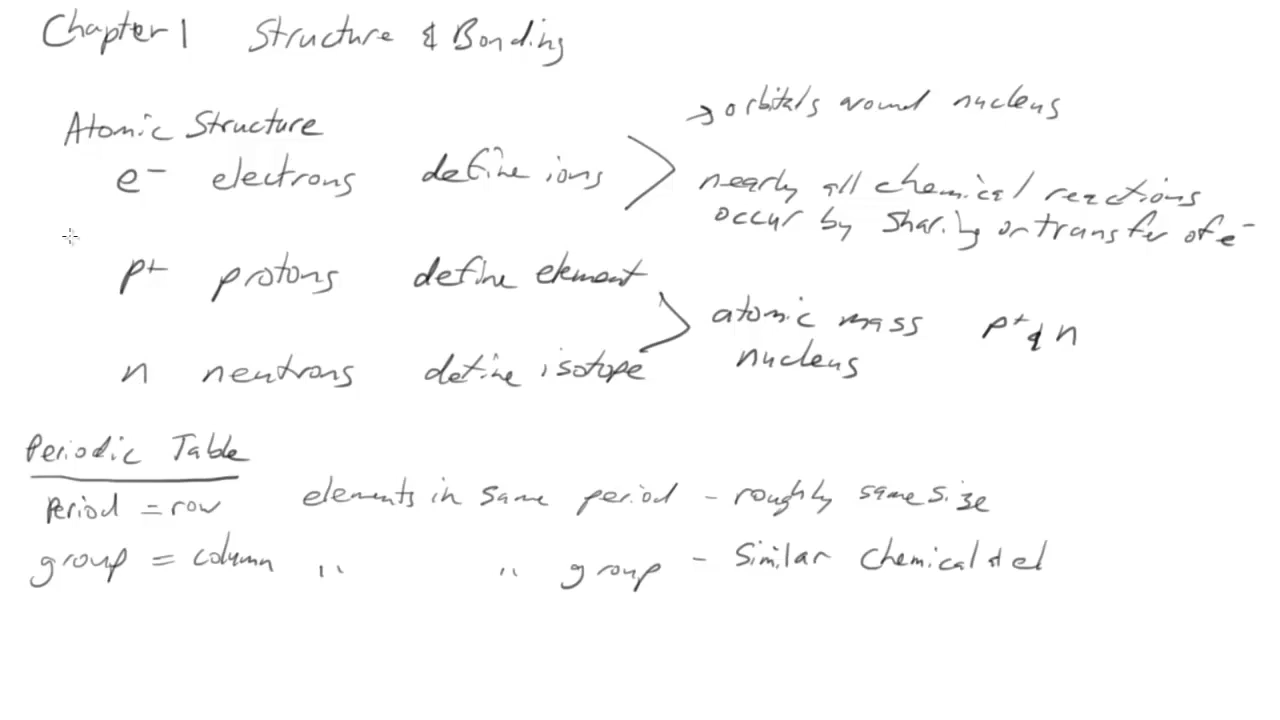 Chapter 1 Structure & Bonding
→ orbitals around nucleus
Atomic Structure
e⁻ electrons define ions
nearly all chemical reactions
occur by sharing or transfer of e⁻
p⁺ protons define element
atomic mass p⁺ & n
nucleus
n neutrons define isotope
Periodic Table
Period = row elements in same period - roughly same size
group = column " " group - similar chemical & el